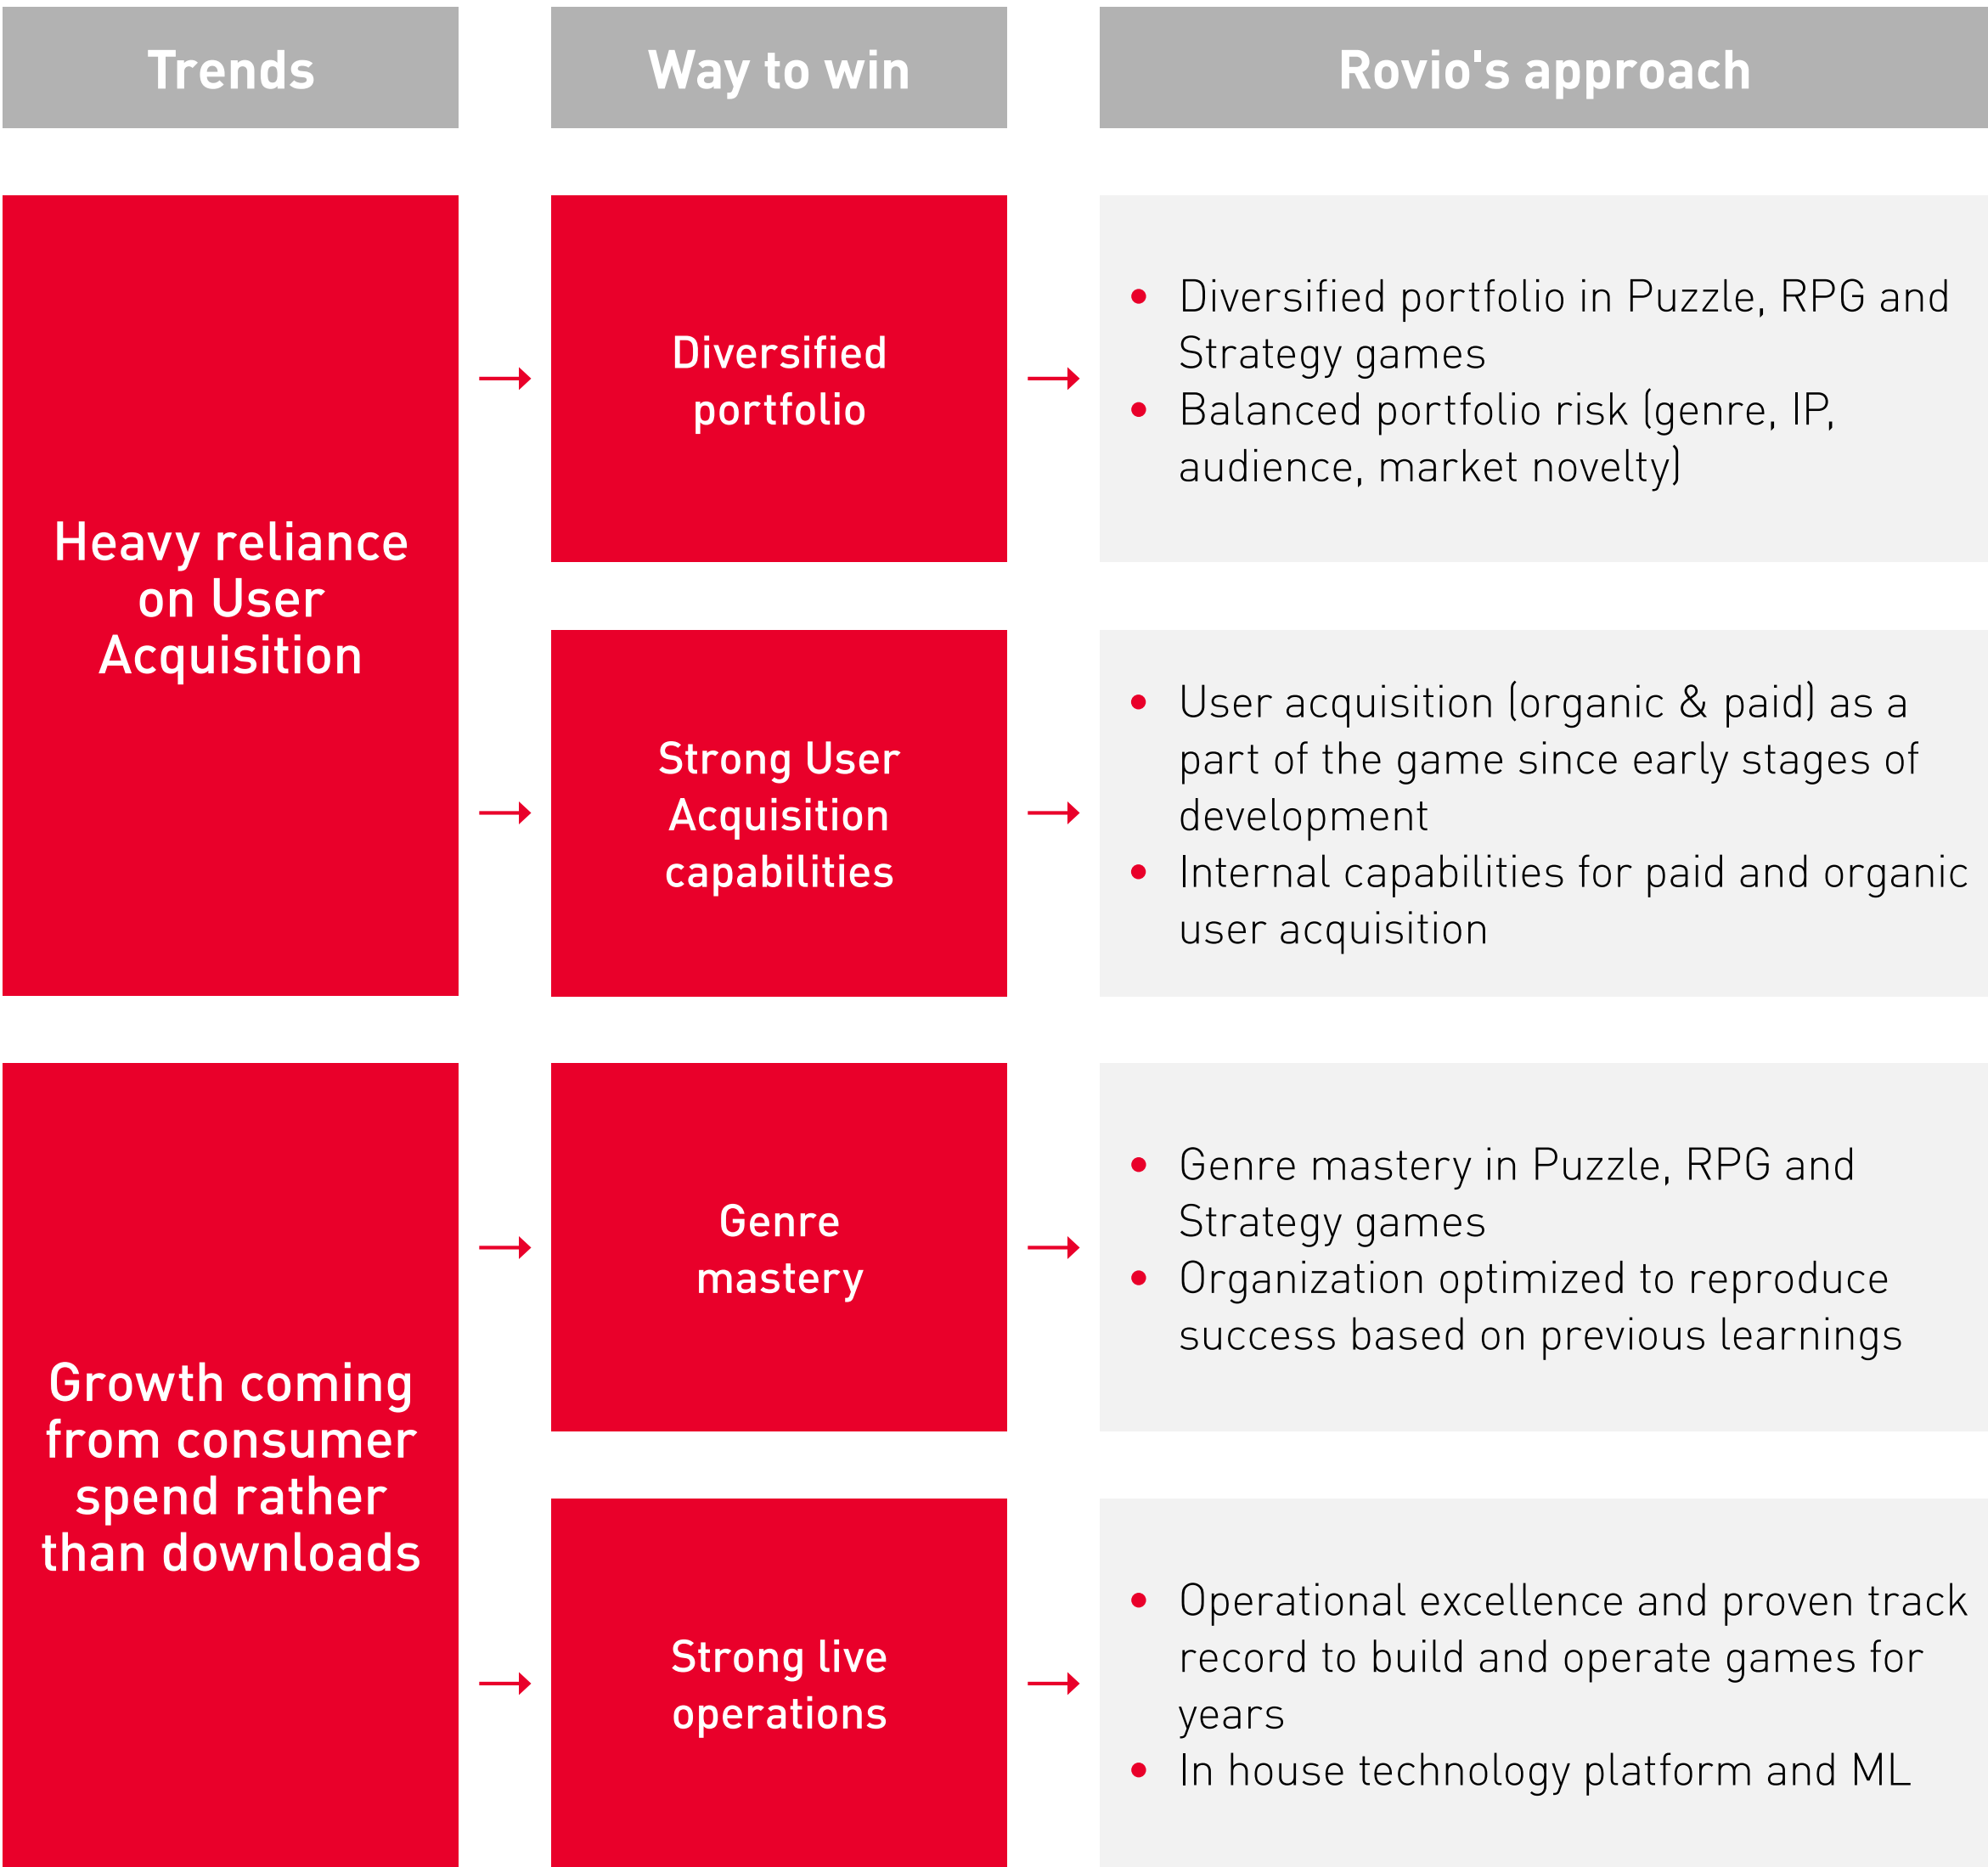 Trends
Way to win
Rovio's approach
Heavy reliance
on User
Acquisition
Diversified
portfolio
• Diversified portfolio in Puzzle, RPG and
Strategy games
• Balanced portfolio risk (genre, IP,
audience, market novelty)
Strong User
Acquisition
capabilities
• User acquisition (organic & paid) as a
part of the game since early stages of
development
• Internal capabilities for paid and organic
user acquisition
Growth coming
from consumer
spend rather
than downloads
Genre
mastery
• Genre mastery in Puzzle, RPG and
Strategy games
• Organization optimized to reproduce
success based on previous learnings
Strong live
operations
• Operational excellence and proven track
record to build and operate games for
years
• In house technology platform and ML